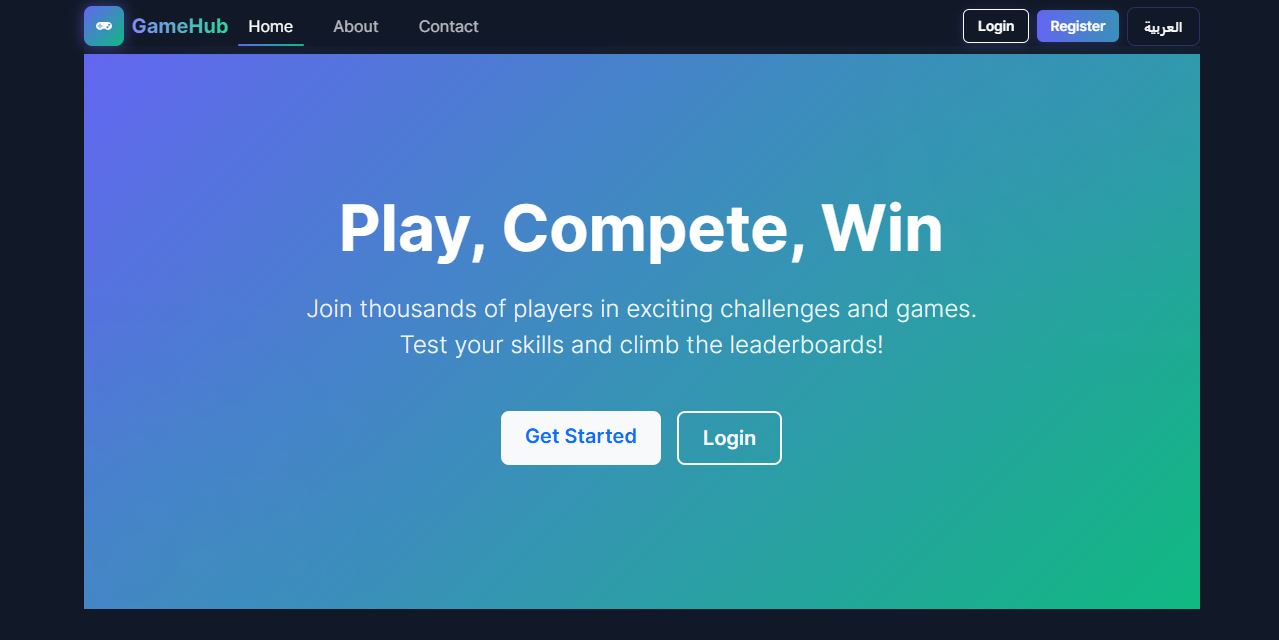 GameHub
Home
About
Contact
Login
Register
العربية
Play, Compete, Win
Join thousands of players in exciting challenges and games.
Test your skills and climb the leaderboards!
Get Started
Login